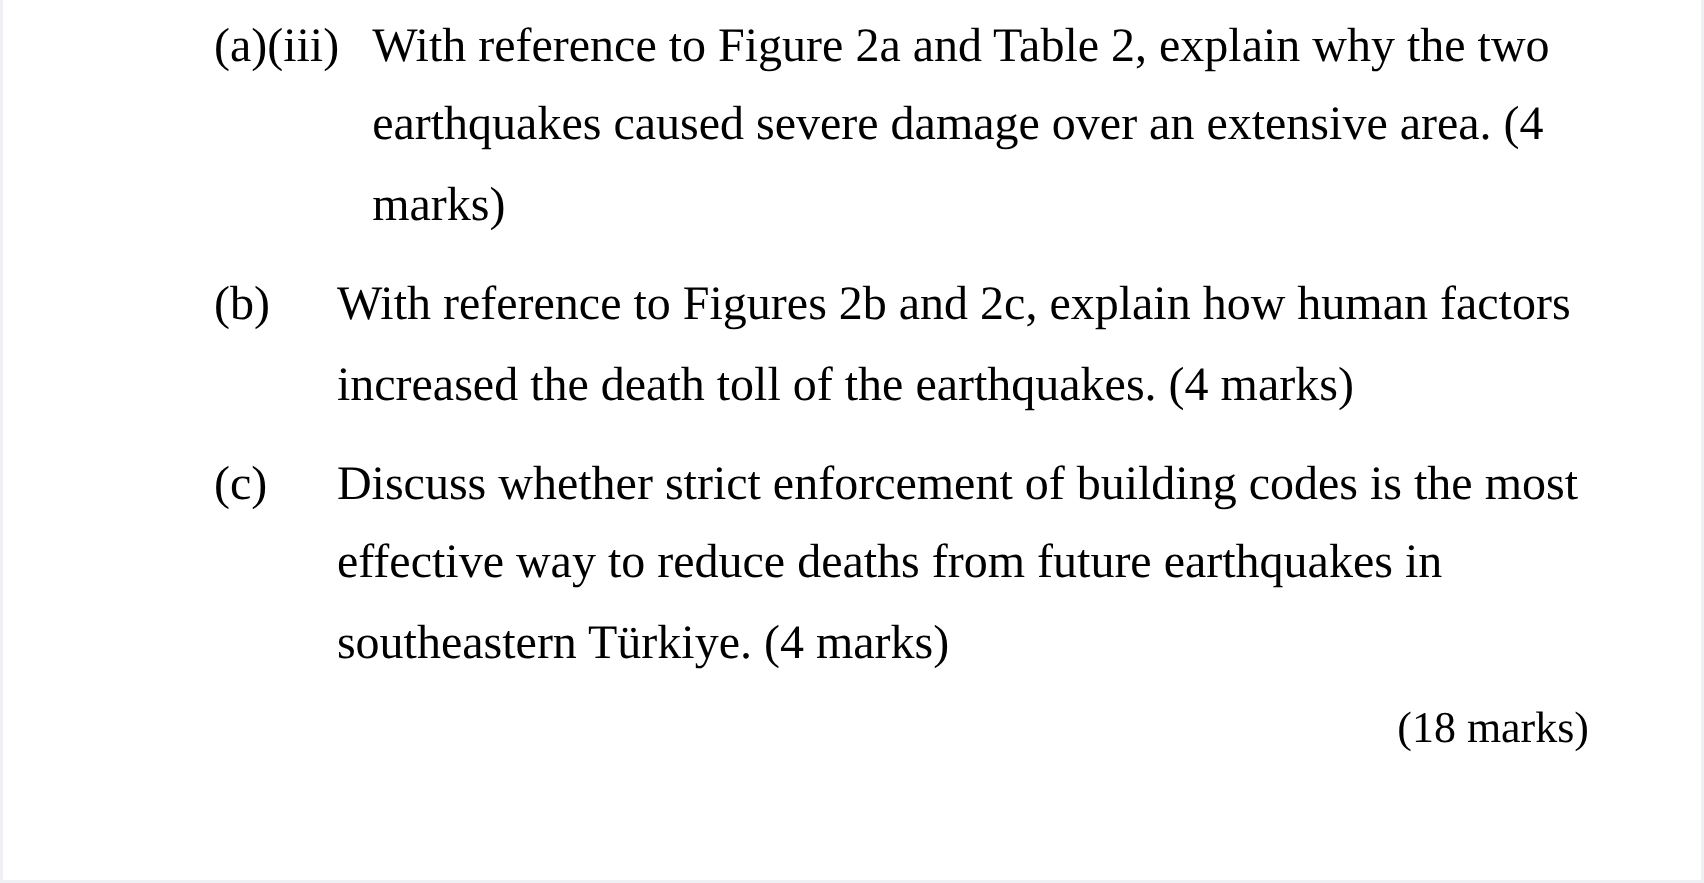 (a)(iii) With reference to Figure 2a and Table 2, explain why the two
earthquakes caused severe damage over an extensive area. (4
marks)
(b) With reference to Figures 2b and 2c, explain how human factors
increased the death toll of the earthquakes. (4 marks)
(c) Discuss whether strict enforcement of building codes is the most
effective way to reduce deaths from future earthquakes in
southeastern Türkiye. (4 marks)
(18 marks)